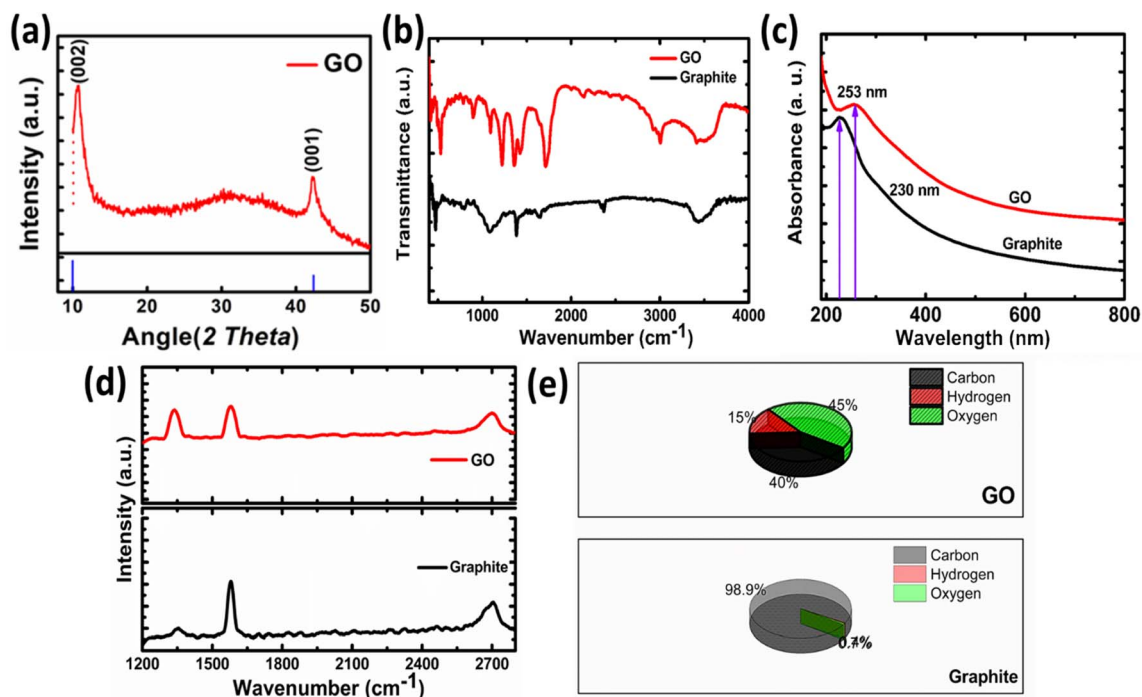 (a)
GO
(002)
(001)
Intensity (a.u.)
10 20 30 40 50
Angle(2 Theta)
(b)
GO
Graphite
Transmittance (a.u.)
1000 2000 3000 4000
Wavenumber (cm-1)
(c)
253 nm
230 nm
GO
Graphite
Absorbance (a. u.)
200 400 600 800
Wavelength (nm)
(d)
GO
Graphite
Intensity (a.u.)
1200 1500 1800 2100 2400 2700
Wavenumber (cm-1)
(e)
Carbon
Hydrogen
Oxygen
45%
15%
40%
GO
Carbon
Hydrogen
Oxygen
98.9%
Graphite